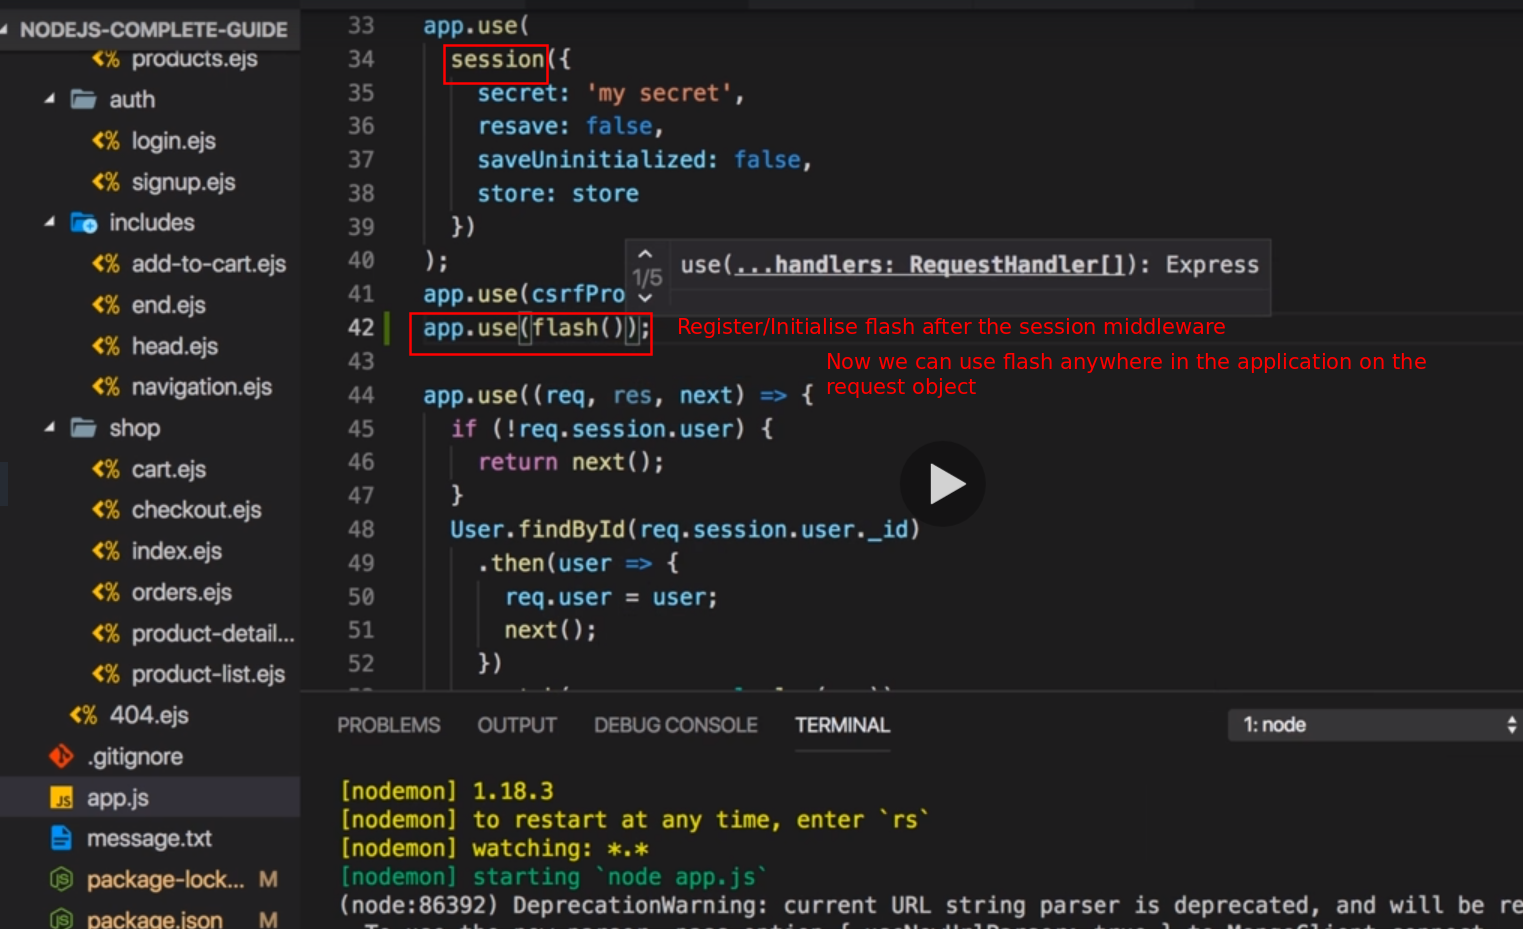 NODEJS-COMPLETE-GUIDE
products.ejs
auth
login.ejs
signup.ejs
includes
add-to-cart.ejs
end.ejs
head.ejs
navigation.ejs
shop
cart.ejs
checkout.ejs
index.ejs
orders.ejs
product-detail...
product-list.ejs
404.ejs
.gitignore
JS app.js
message.txt
package-lock... M
package.json M
33 app.use(
34 session({
35 secret: 'my secret',
36 resave: false,
37 saveUninitialized: false,
38 store: store
39 })
40 );
1/5 use(...handlers: RequestHandler[]): Express
41 app.use(csrfPro
42 app.use(flash());
Register/Initialise flash after the session middleware
43
Now we can use flash anywhere in the application on the
request object
44 app.use((req, res, next) => {
45 if (!req.session.user) {
46 return next();
47 }
48 User.findById(req.session.user._id)
49 .then(user => {
50 req.user = user;
51 next();
52 })
PROBLEMS OUTPUT DEBUG CONSOLE TERMINAL 1: node
[nodemon] 1.18.3
[nodemon] to restart at any time, enter `rs`
[nodemon] watching: *.*
[nodemon] starting `node app.js`
(node:86392) DeprecationWarning: current URL string parser is deprecated, and will be re